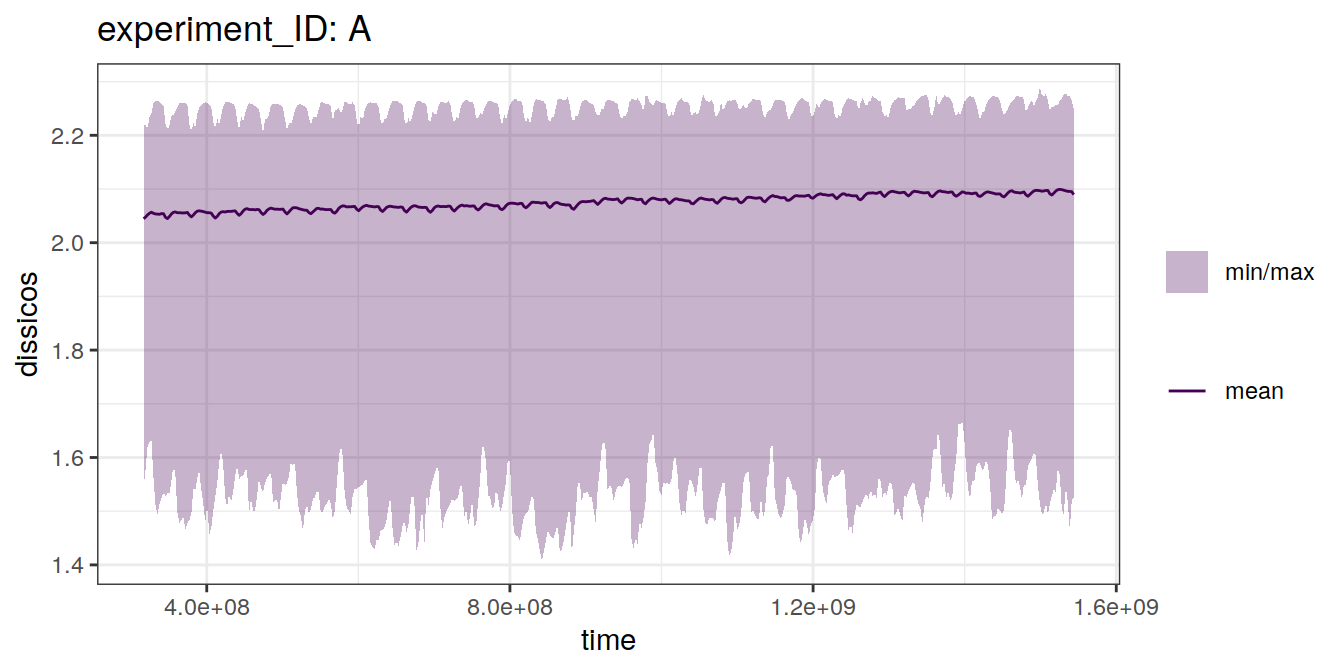 experiment_ID: A
dissicos
2.2
2.0
1.8
1.6
1.4
4.0e+08
8.0e+08
1.2e+09
1.6e+09
time
min/max
mean